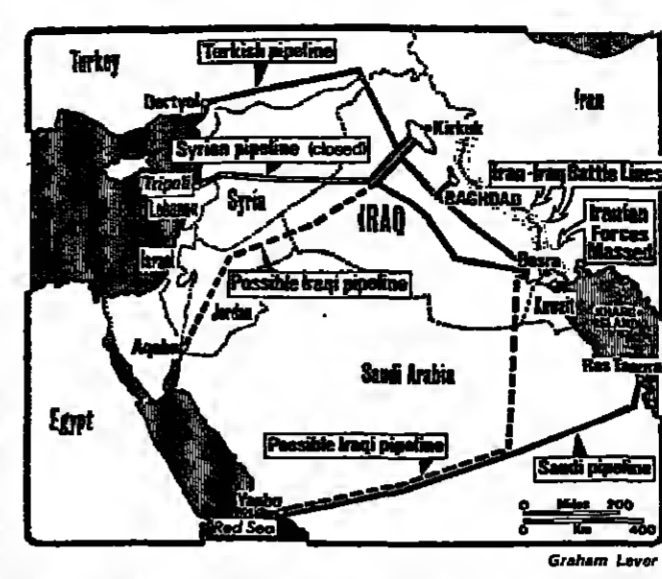 Turkey
Turkish pipeline
Iran
Dortyol
Kirkuk
Syrian pipeline (closed)
Iran-Iraq Battle Lines
Tripoli
BAGHDAD
Lebanon
Syria
IRAQ
Iranian
Forces
Massed
Israel
Basra
Possible Iraqi pipeline
Kuwait
KHARG
ISLAND
Jordan
Aqaba
Ras Tanura
Saudi Arabia
Egypt
Possible Iraqi pipeline
Saudi pipeline
Yanbu
Red Sea
0 Miles 200
0 Km 400
Graham Lever